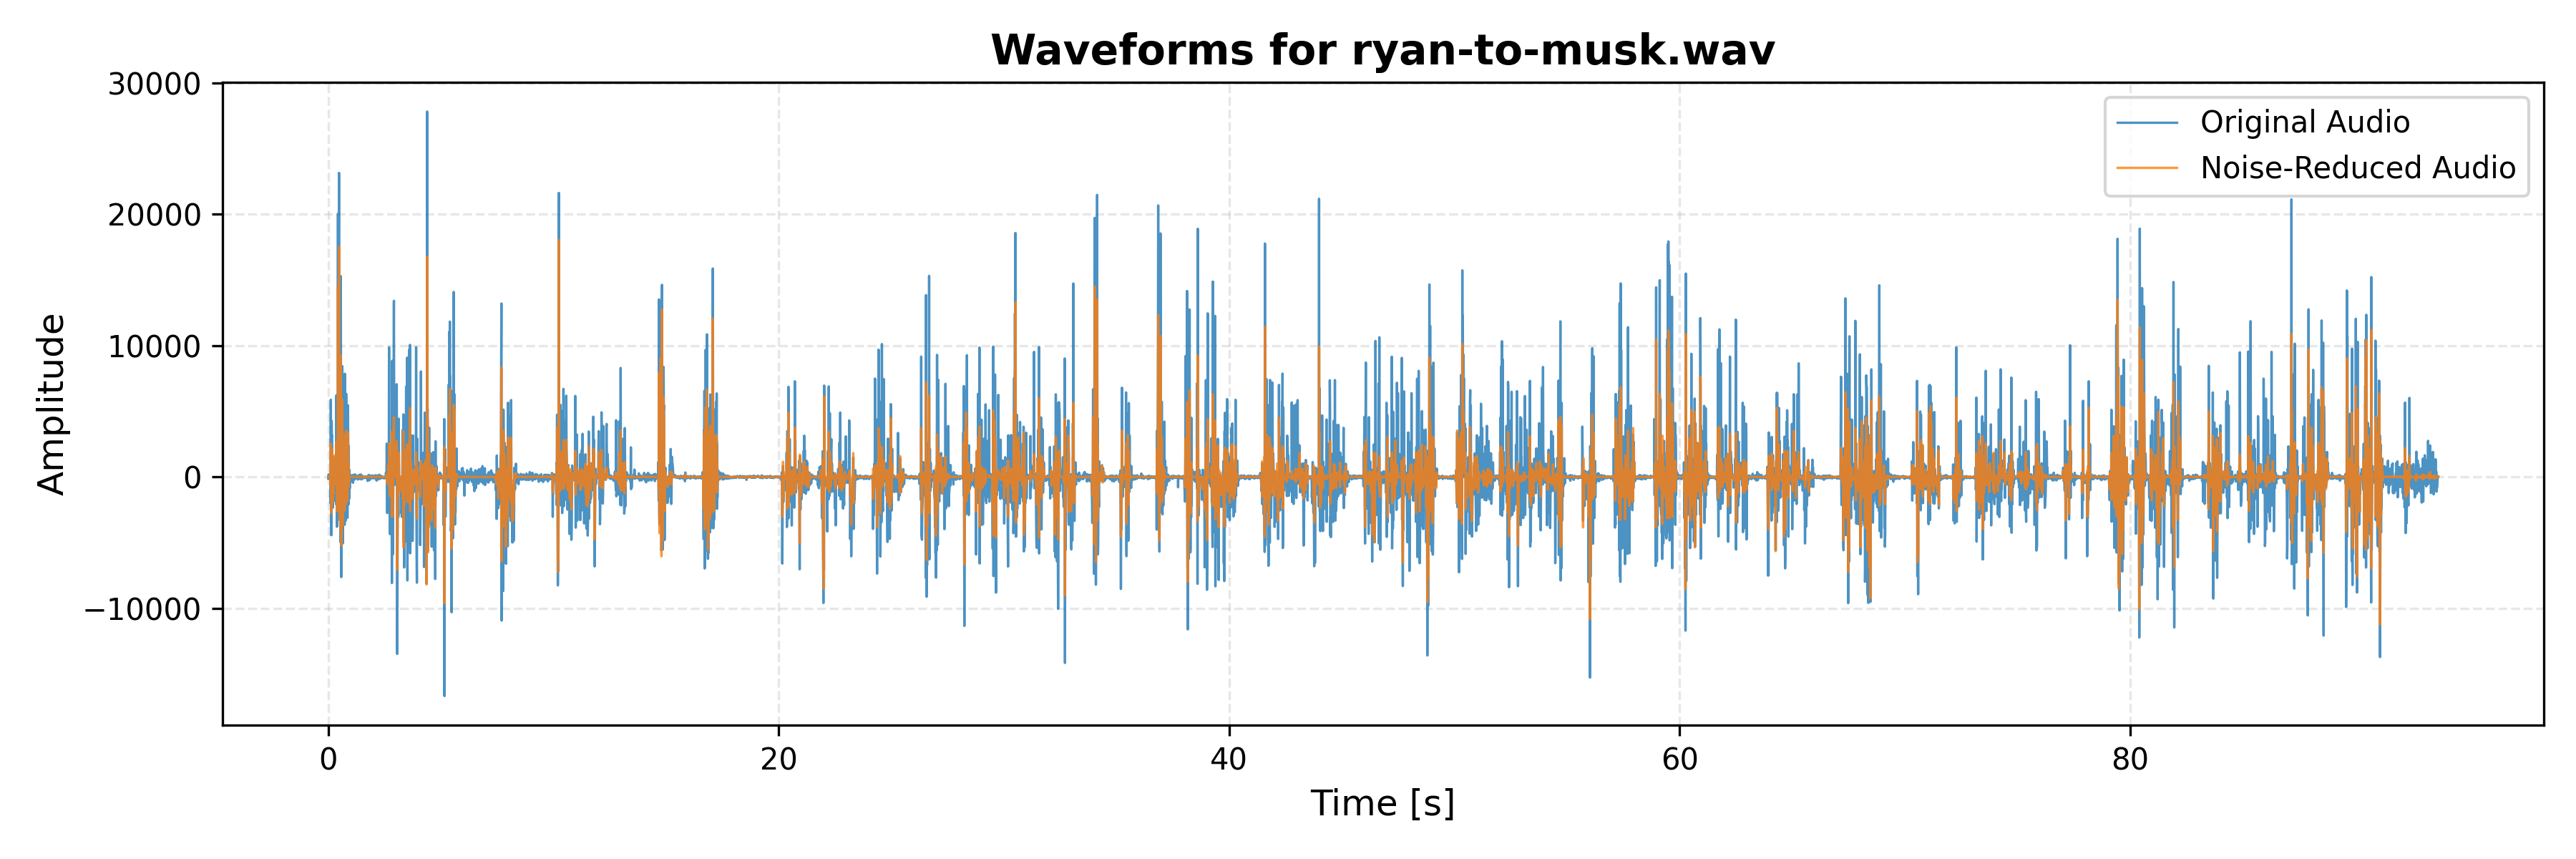 Waveforms for ryan-to-musk.wav
30000
20000
10000
0
−10000
Amplitude
Original Audio
Noise-Reduced Audio
0 20 40 60 80
Time [s]